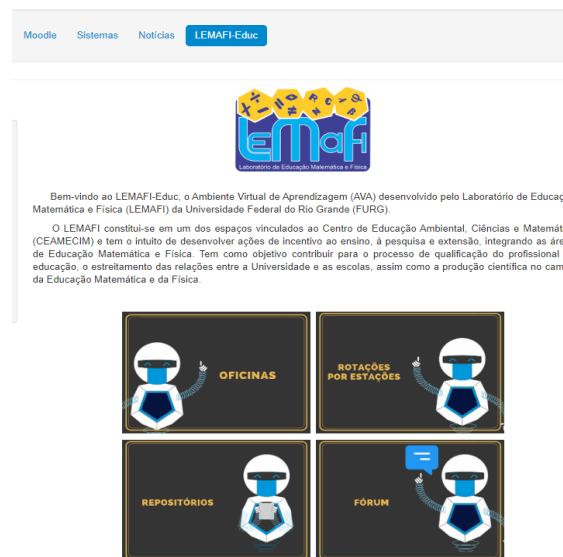 Moodle Sistemas Notícias LEMAFI-Educ
LEMAFI
Laboratório de Educação Matemática e Física
Bem-vindo ao LEMAFI-Educ, o Ambiente Virtual de Aprendizagem (AVA) desenvolvido pelo Laboratório de Educaç
Matemática e Física (LEMAFI) da Universidade Federal do Rio Grande (FURG).
O LEMAFI constitui-se em um dos espaços vinculados ao Centro de Educação Ambiental, Ciências e Matemát
(CEAMECIM) e tem o intuito de desenvolver ações de incentivo ao ensino, à pesquisa e extensão, integrando as áre
de Educação Matemática e Física. Tem como objetivo contribuir para o processo de qualificação do profissional
educação, o estreitamento das relações entre a Universidade e as escolas, assim como a produção científica no cam
da Educação Matemática e da Física.
OFICINAS
ROTAÇÕES
POR ESTAÇÕES
REPOSITÓRIOS
FÓRUM